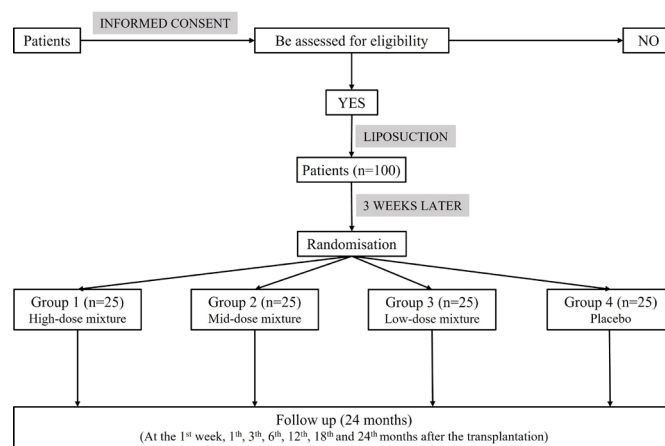 INFORMED CONSENT
Patients
Be assessed for eligibility
NO
YES
LIPOSUCTION
Patients (n=100)
3 WEEKS LATER
Randomisation
Group 1 (n=25)
High-dose mixture
Group 2 (n=25)
Mid-dose mixture
Group 3 (n=25)
Low-dose mixture
Group 4 (n=25)
Placebo
Follow up (24 months)
(At the 1st week, 1th, 3th, 6th, 12th, 18th and 24th months after the transplantation)